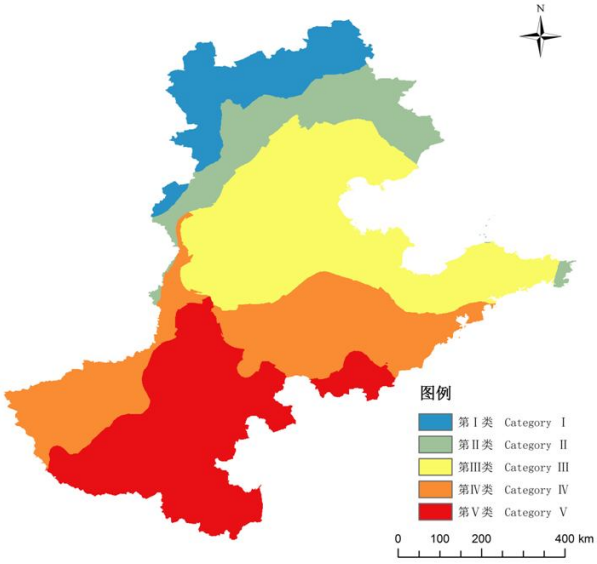 N
图例
第Ⅰ类 Category Ⅰ
第Ⅱ类 Category Ⅱ
第Ⅲ类 Category Ⅲ
第Ⅳ类 Category Ⅳ
第Ⅴ类 Category Ⅴ
0 100 200 400 km